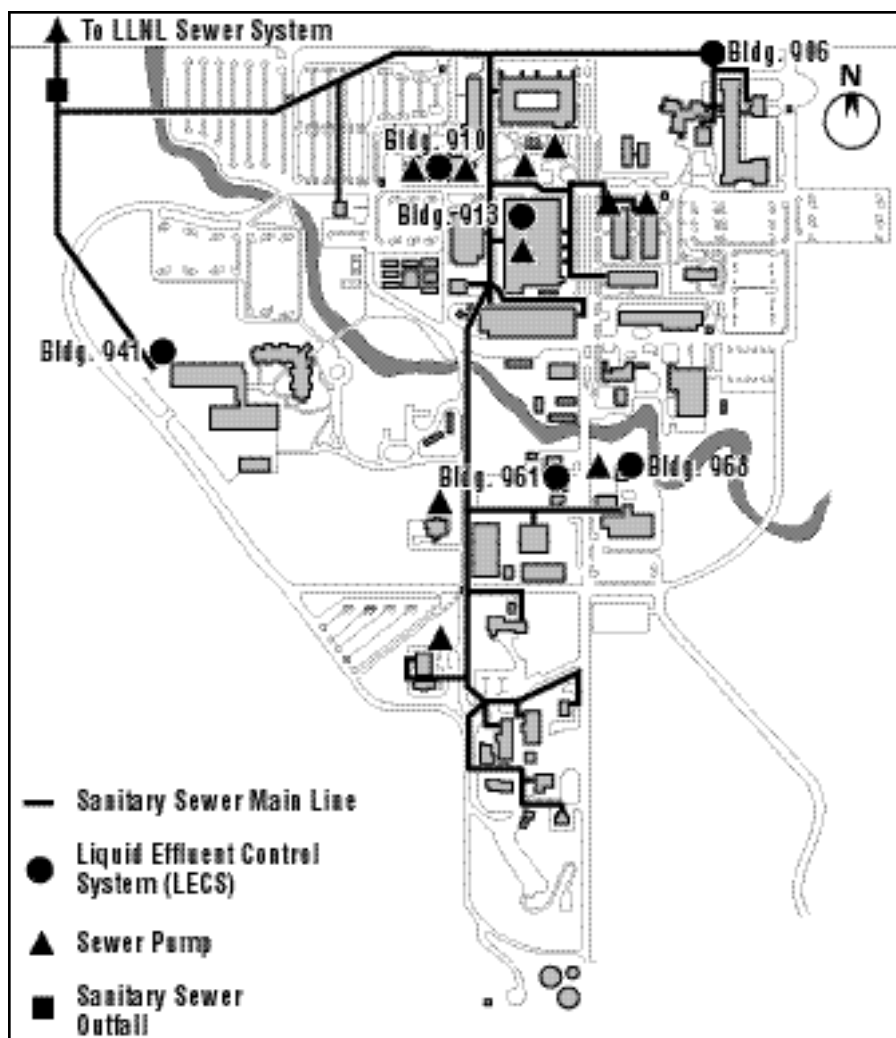 To LLNL Sewer System
Bldg. 906
N
Bldg. 910
Bldg. 913
Bldg. 941
Bldg. 961
Bldg. 968
Sanitary Sewer Main Line
Liquid Effluent Control
System (LECS)
Sewer Pump
Sanitary Sewer
Outfall